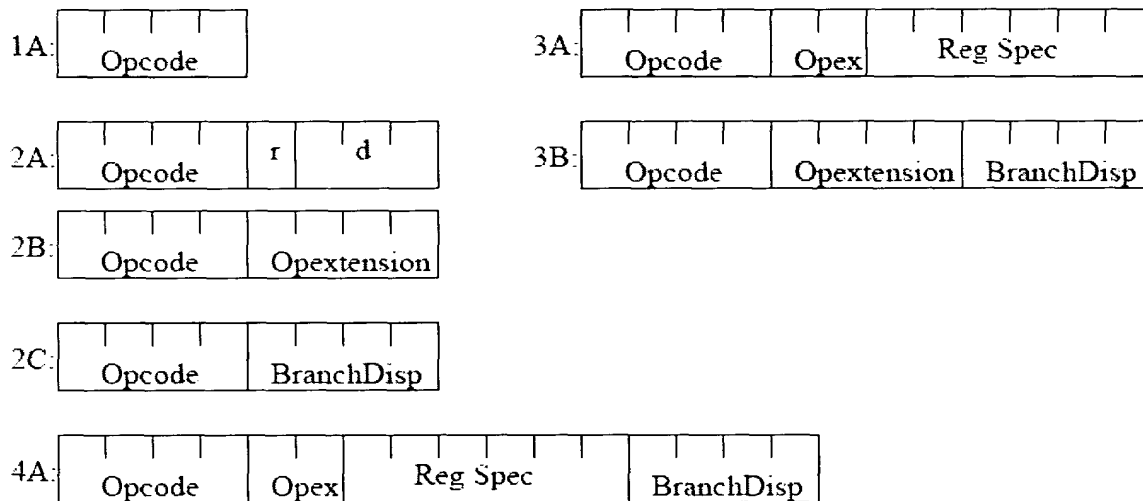 1A:
Opcode
2A:
Opcode r d
2B:
Opcode Opextension
2C:
Opcode BranchDisp
3A:
Opcode Opex Reg Spec
3B:
Opcode Opextension BranchDisp
4A:
Opcode Opex Reg Spec BranchDisp